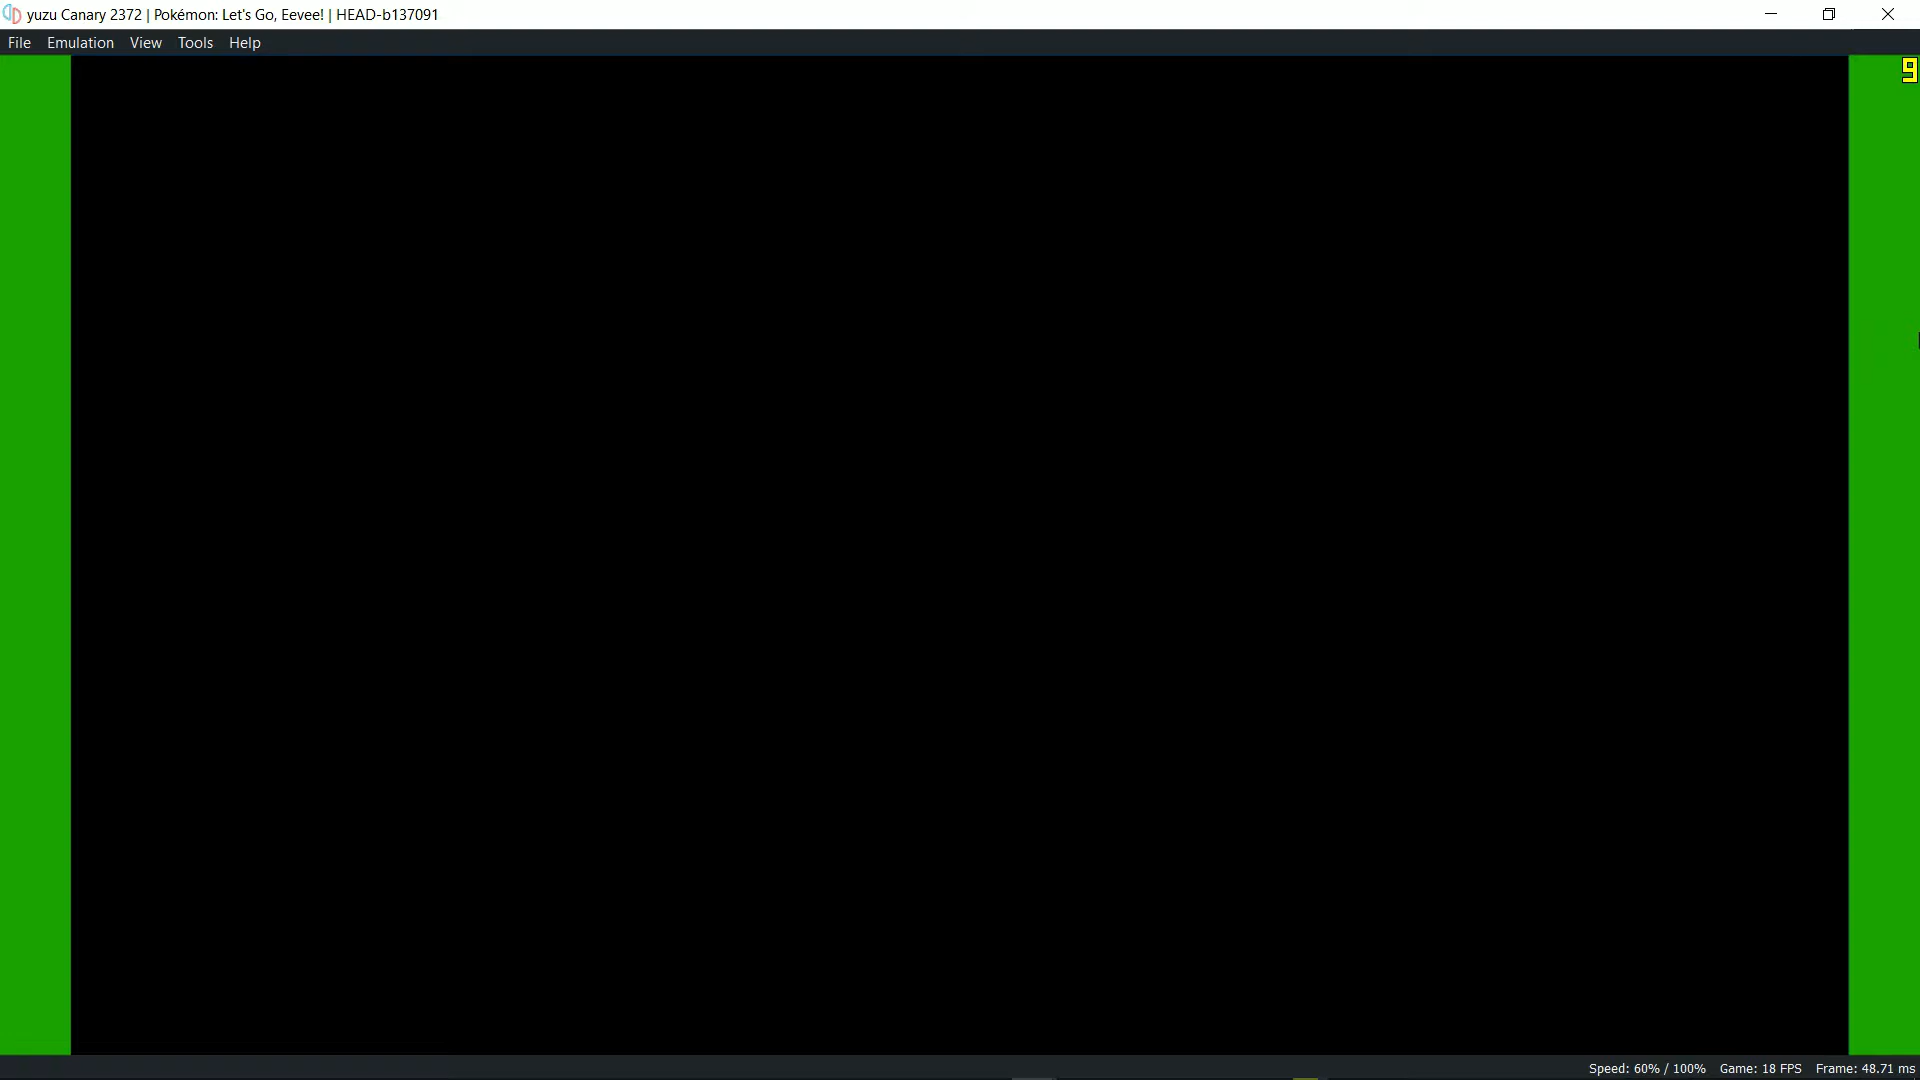 yuzu Canary 2372 | Pokémon: Let's Go, Eevee! | HEAD-b137091
File Emulation View Tools Help
9
Speed: 60% / 100% Game: 18 FPS Frame: 48.71 ms